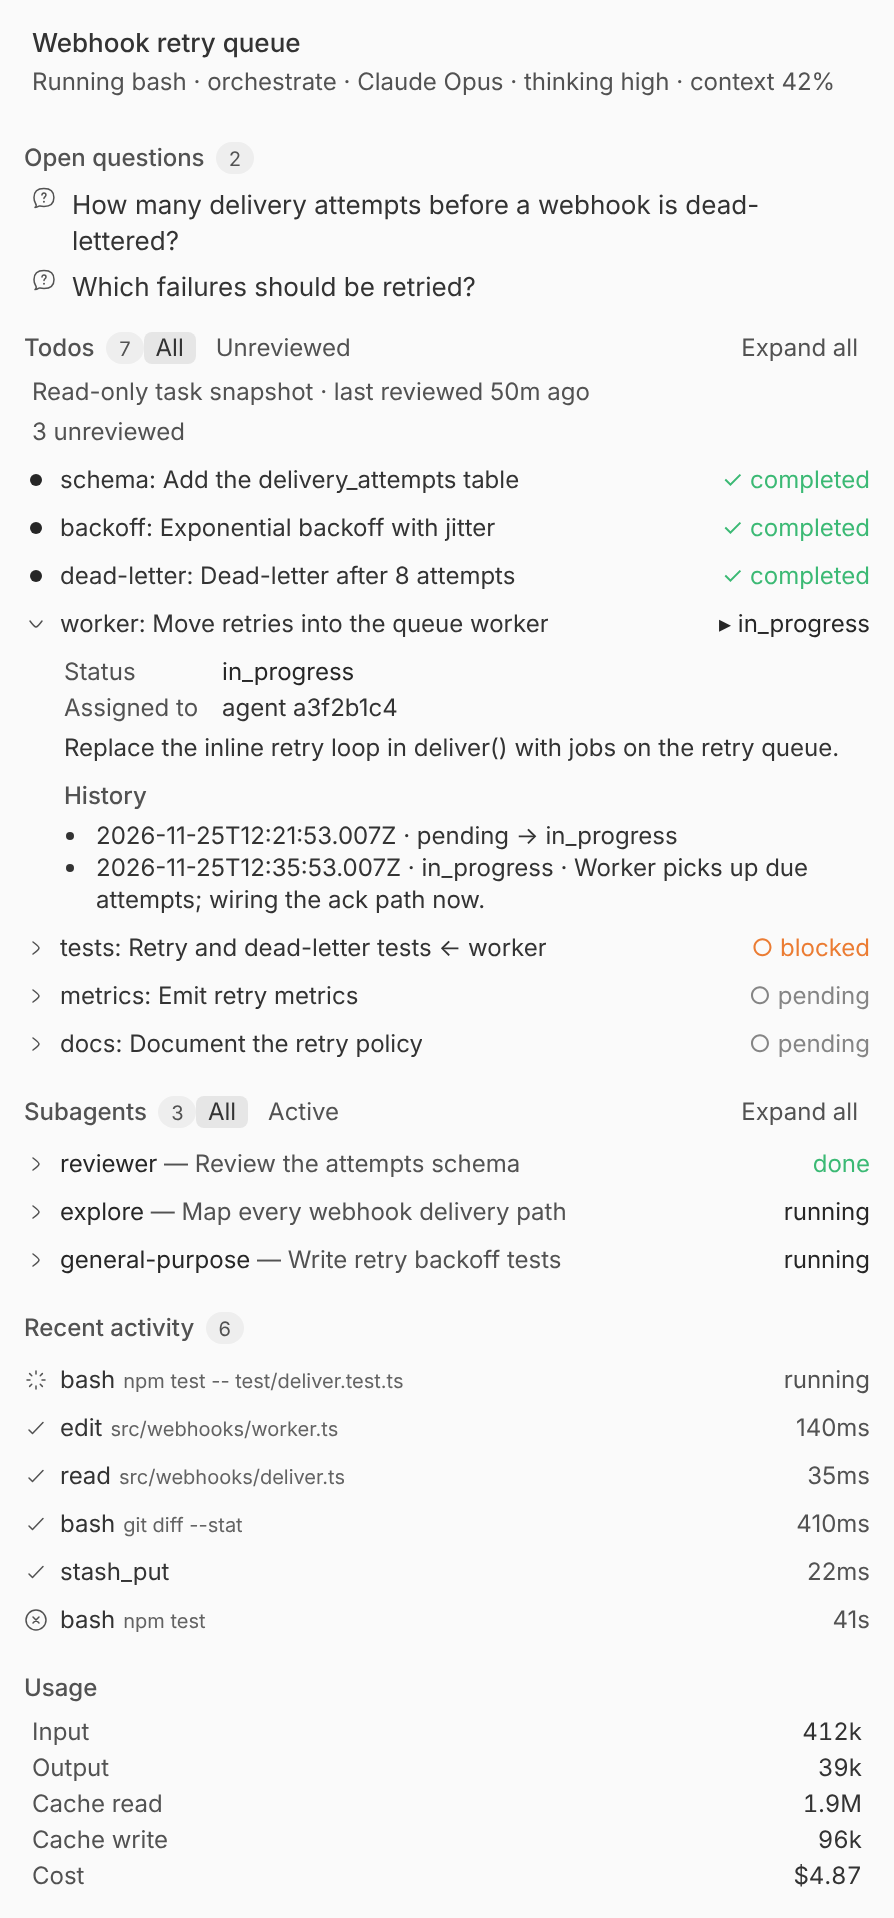 Webhook retry queue
Running bash · orchestrate · Claude Opus · thinking high · context 42%
Open questions 2
How many delivery attempts before a webhook is dead-
lettered?
Which failures should be retried?
Todos 7 All Unreviewed Expand all
Read-only task snapshot · last reviewed 50m ago
3 unreviewed
schema: Add the delivery_attempts table ✓ completed
backoff: Exponential backoff with jitter ✓ completed
dead-letter: Dead-letter after 8 attempts ✓ completed
worker: Move retries into the queue worker ▸ in_progress
Status in_progress
Assigned to agent a3f2b1c4
Replace the inline retry loop in deliver() with jobs on the retry queue.
History
• 2026-11-25T12:21:53.007Z · pending → in_progress
• 2026-11-25T12:35:53.007Z · in_progress · Worker picks up due
attempts; wiring the ack path now.
tests: Retry and dead-letter tests ← worker ○ blocked
metrics: Emit retry metrics ○ pending
docs: Document the retry policy ○ pending
Subagents 3 All Active Expand all
reviewer — Review the attempts schema done
explore — Map every webhook delivery path running
general-purpose — Write retry backoff tests running
Recent activity 6
bash npm test -- test/deliver.test.ts running
edit src/webhooks/worker.ts 140ms
read src/webhooks/deliver.ts 35ms
bash git diff --stat 410ms
stash_put 22ms
bash npm test 41s
Usage
Input 412k
Output 39k
Cache read 1.9M
Cache write 96k
Cost $4.87